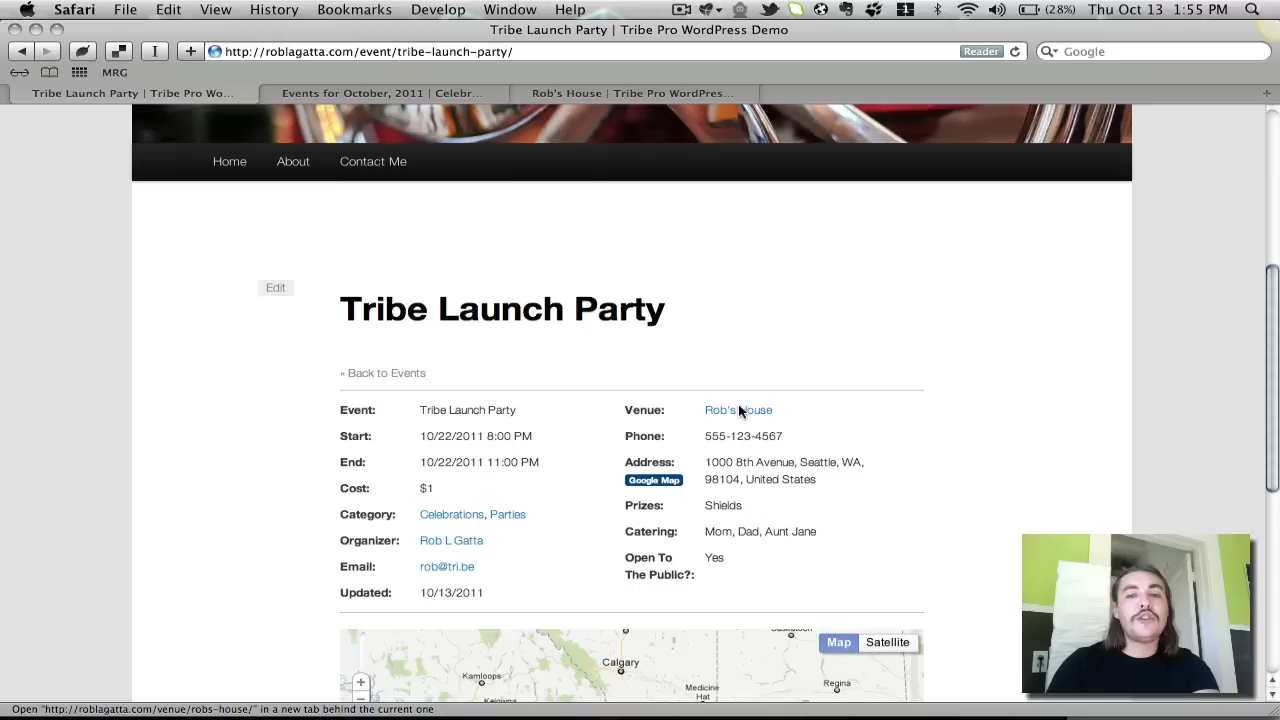 Safari File Edit View History Bookmarks Develop Window Help (28%) Thu Oct 13 1:55 PM
Tribe Launch Party | Tribe Pro WordPress Demo
http://roblagatta.com/event/tribe-launch-party/ Reader Google
MRG
Tribe Launch Party | Tribe Pro Wo... Events for October, 2011 | Celebr... Rob's House | Tribe Pro WordPres...
Home About Contact Me
Edit
Tribe Launch Party
« Back to Events
Event: Tribe Launch Party
Start: 10/22/2011 8:00 PM
End: 10/22/2011 11:00 PM
Cost: $1
Category: Celebrations, Parties
Organizer: Rob L Gatta
Email: rob@tri.be
Updated: 10/13/2011
Venue: Rob's House
Phone: 555-123-4567
Address: 1000 8th Avenue, Seattle, WA,
Google Map 98104, United States
Prizes: Shields
Catering: Mom, Dad, Aunt Jane
Open To Yes
The Public?:
Map Satellite
Calgary
Kamloops
Regina
Medicine
Hat
Open "http://roblagatta.com/venue/robs-house/" in a new tab behind the current one